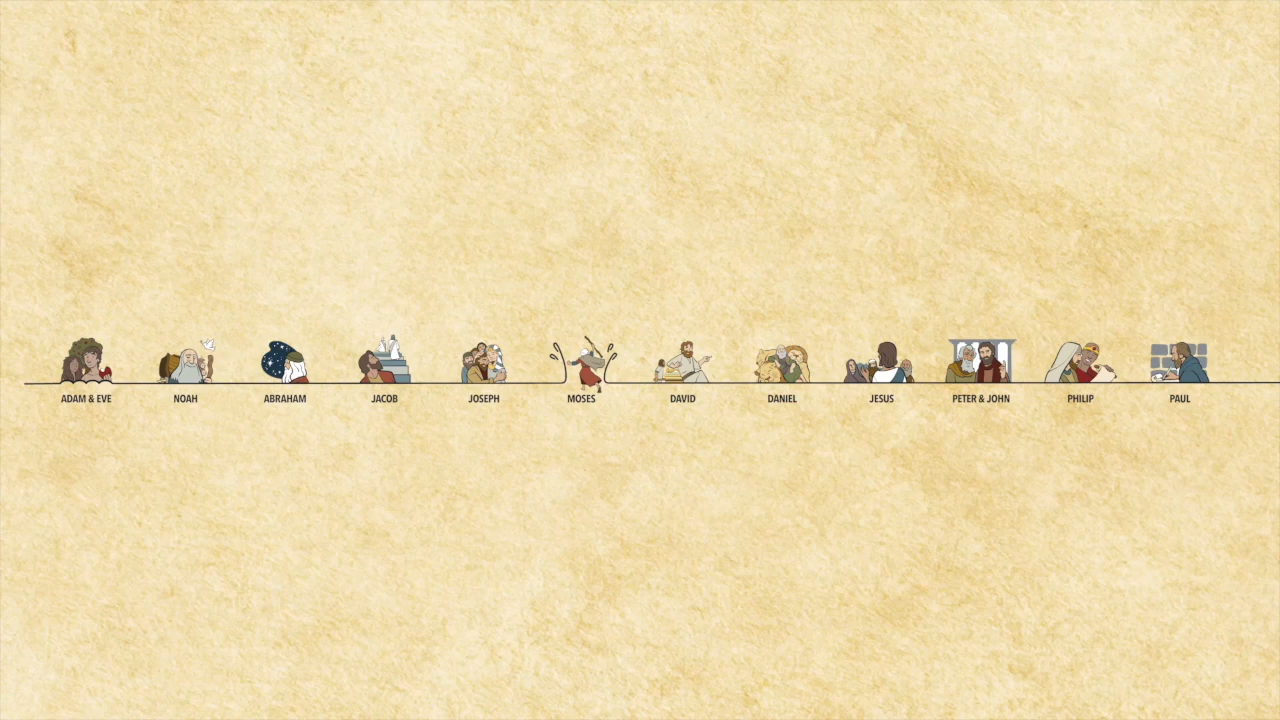 ADAM & EVE
NOAH
ABRAHAM
JACOB
JOSEPH
MOSES
DAVID
DANIEL
JESUS
PETER & JOHN
PHILIP
PAUL